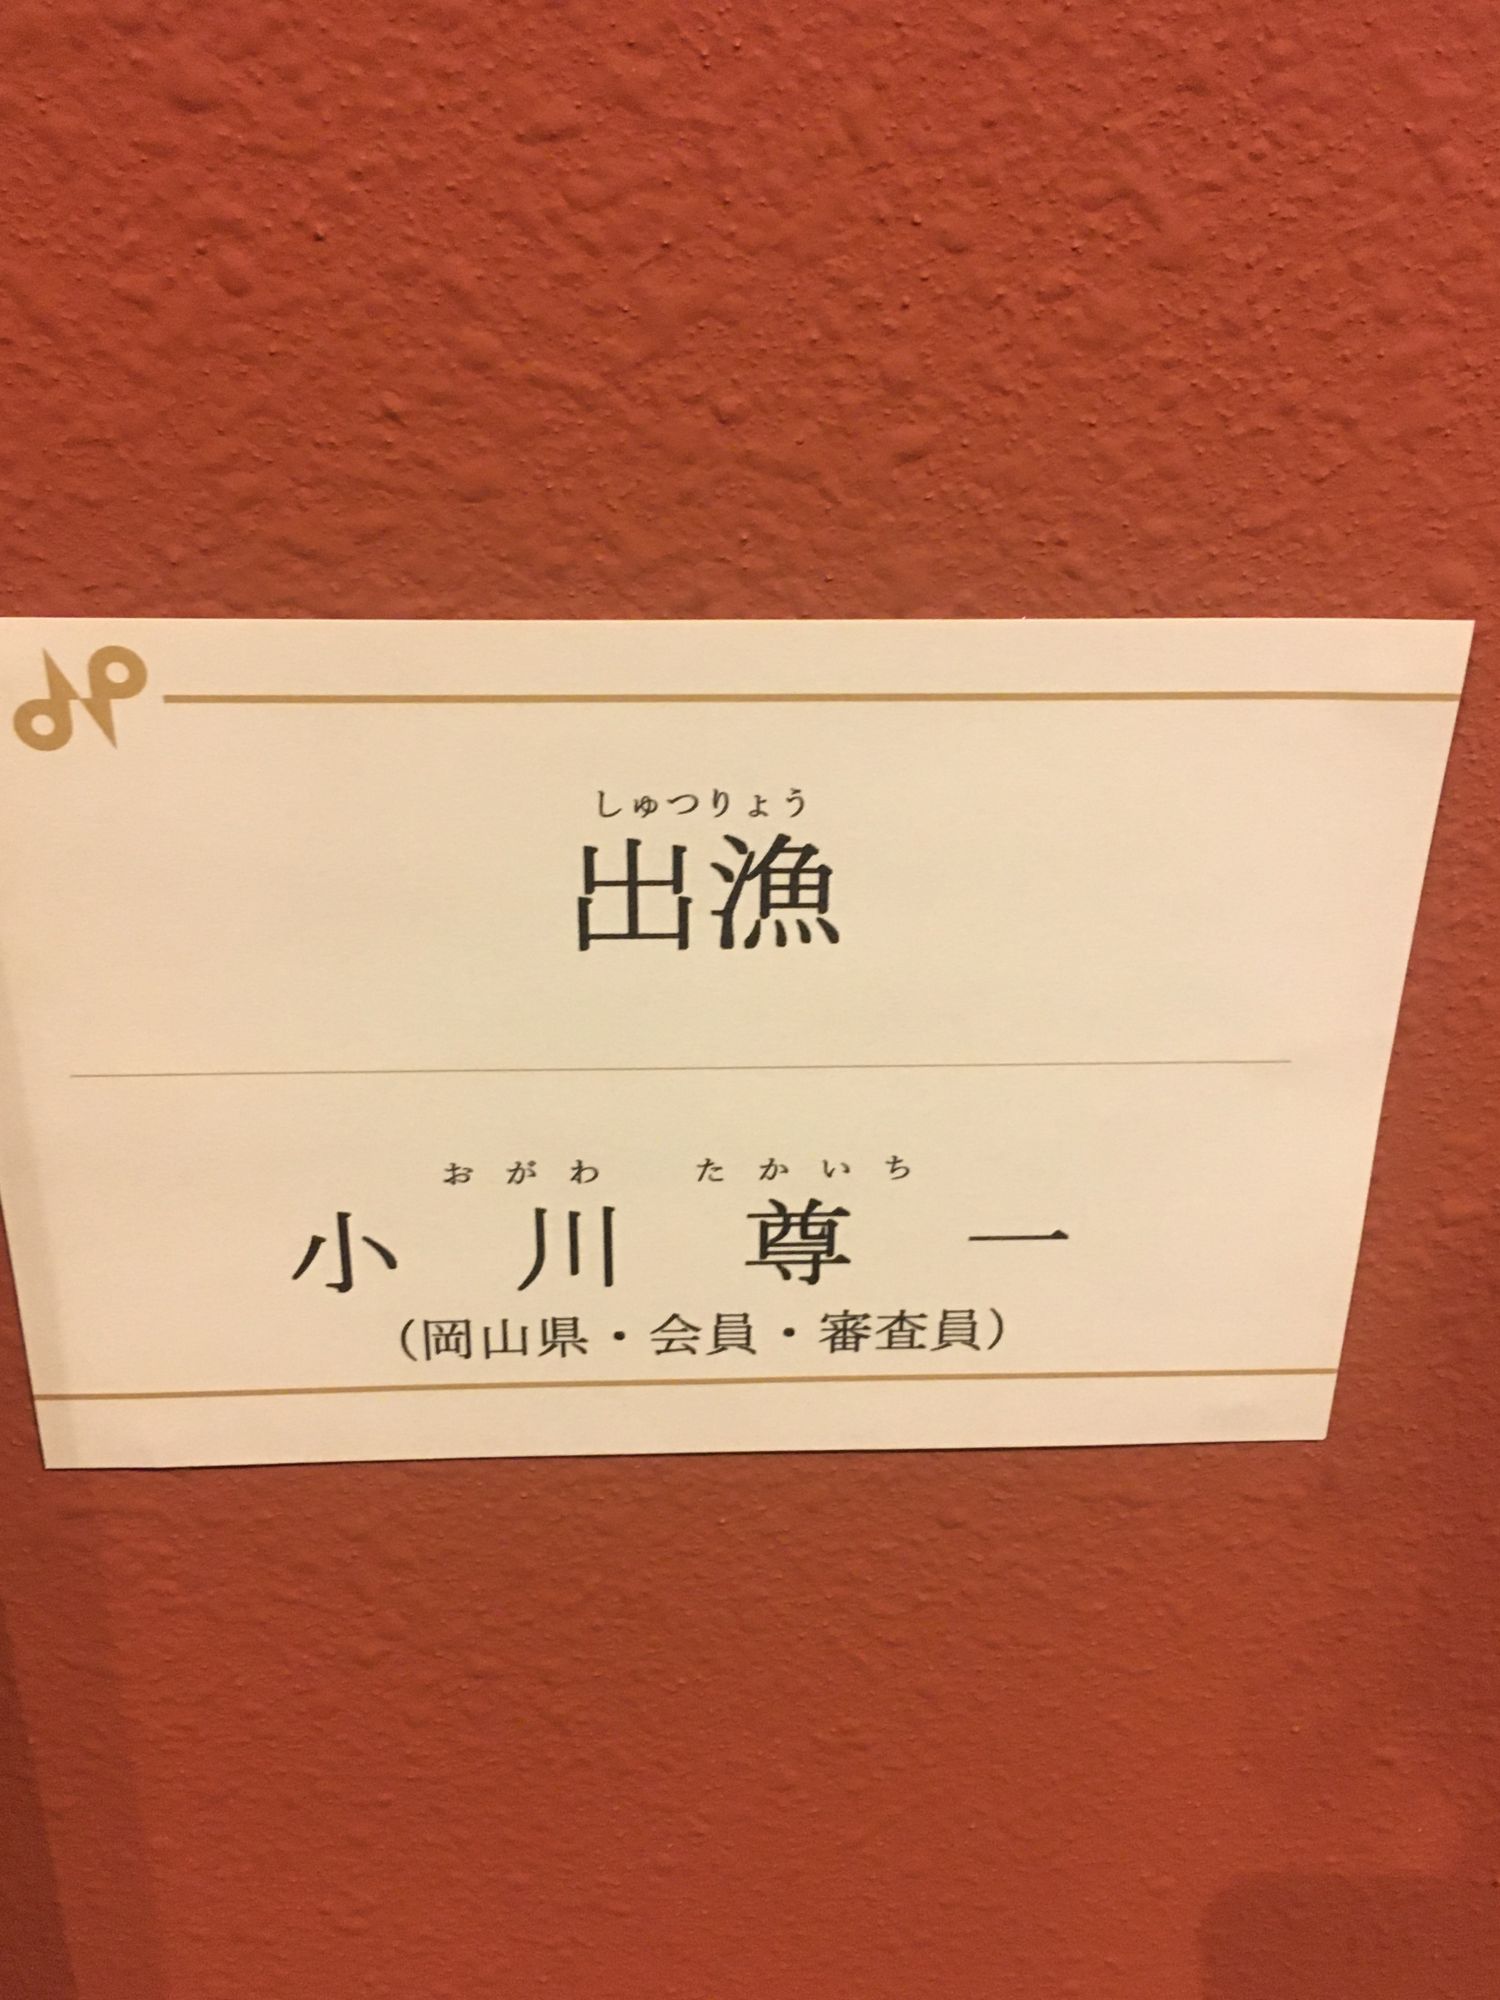 しゅつりょう
出漁
おがわ　たかいち
小川 尊一
（岡山県・会員・審査員）